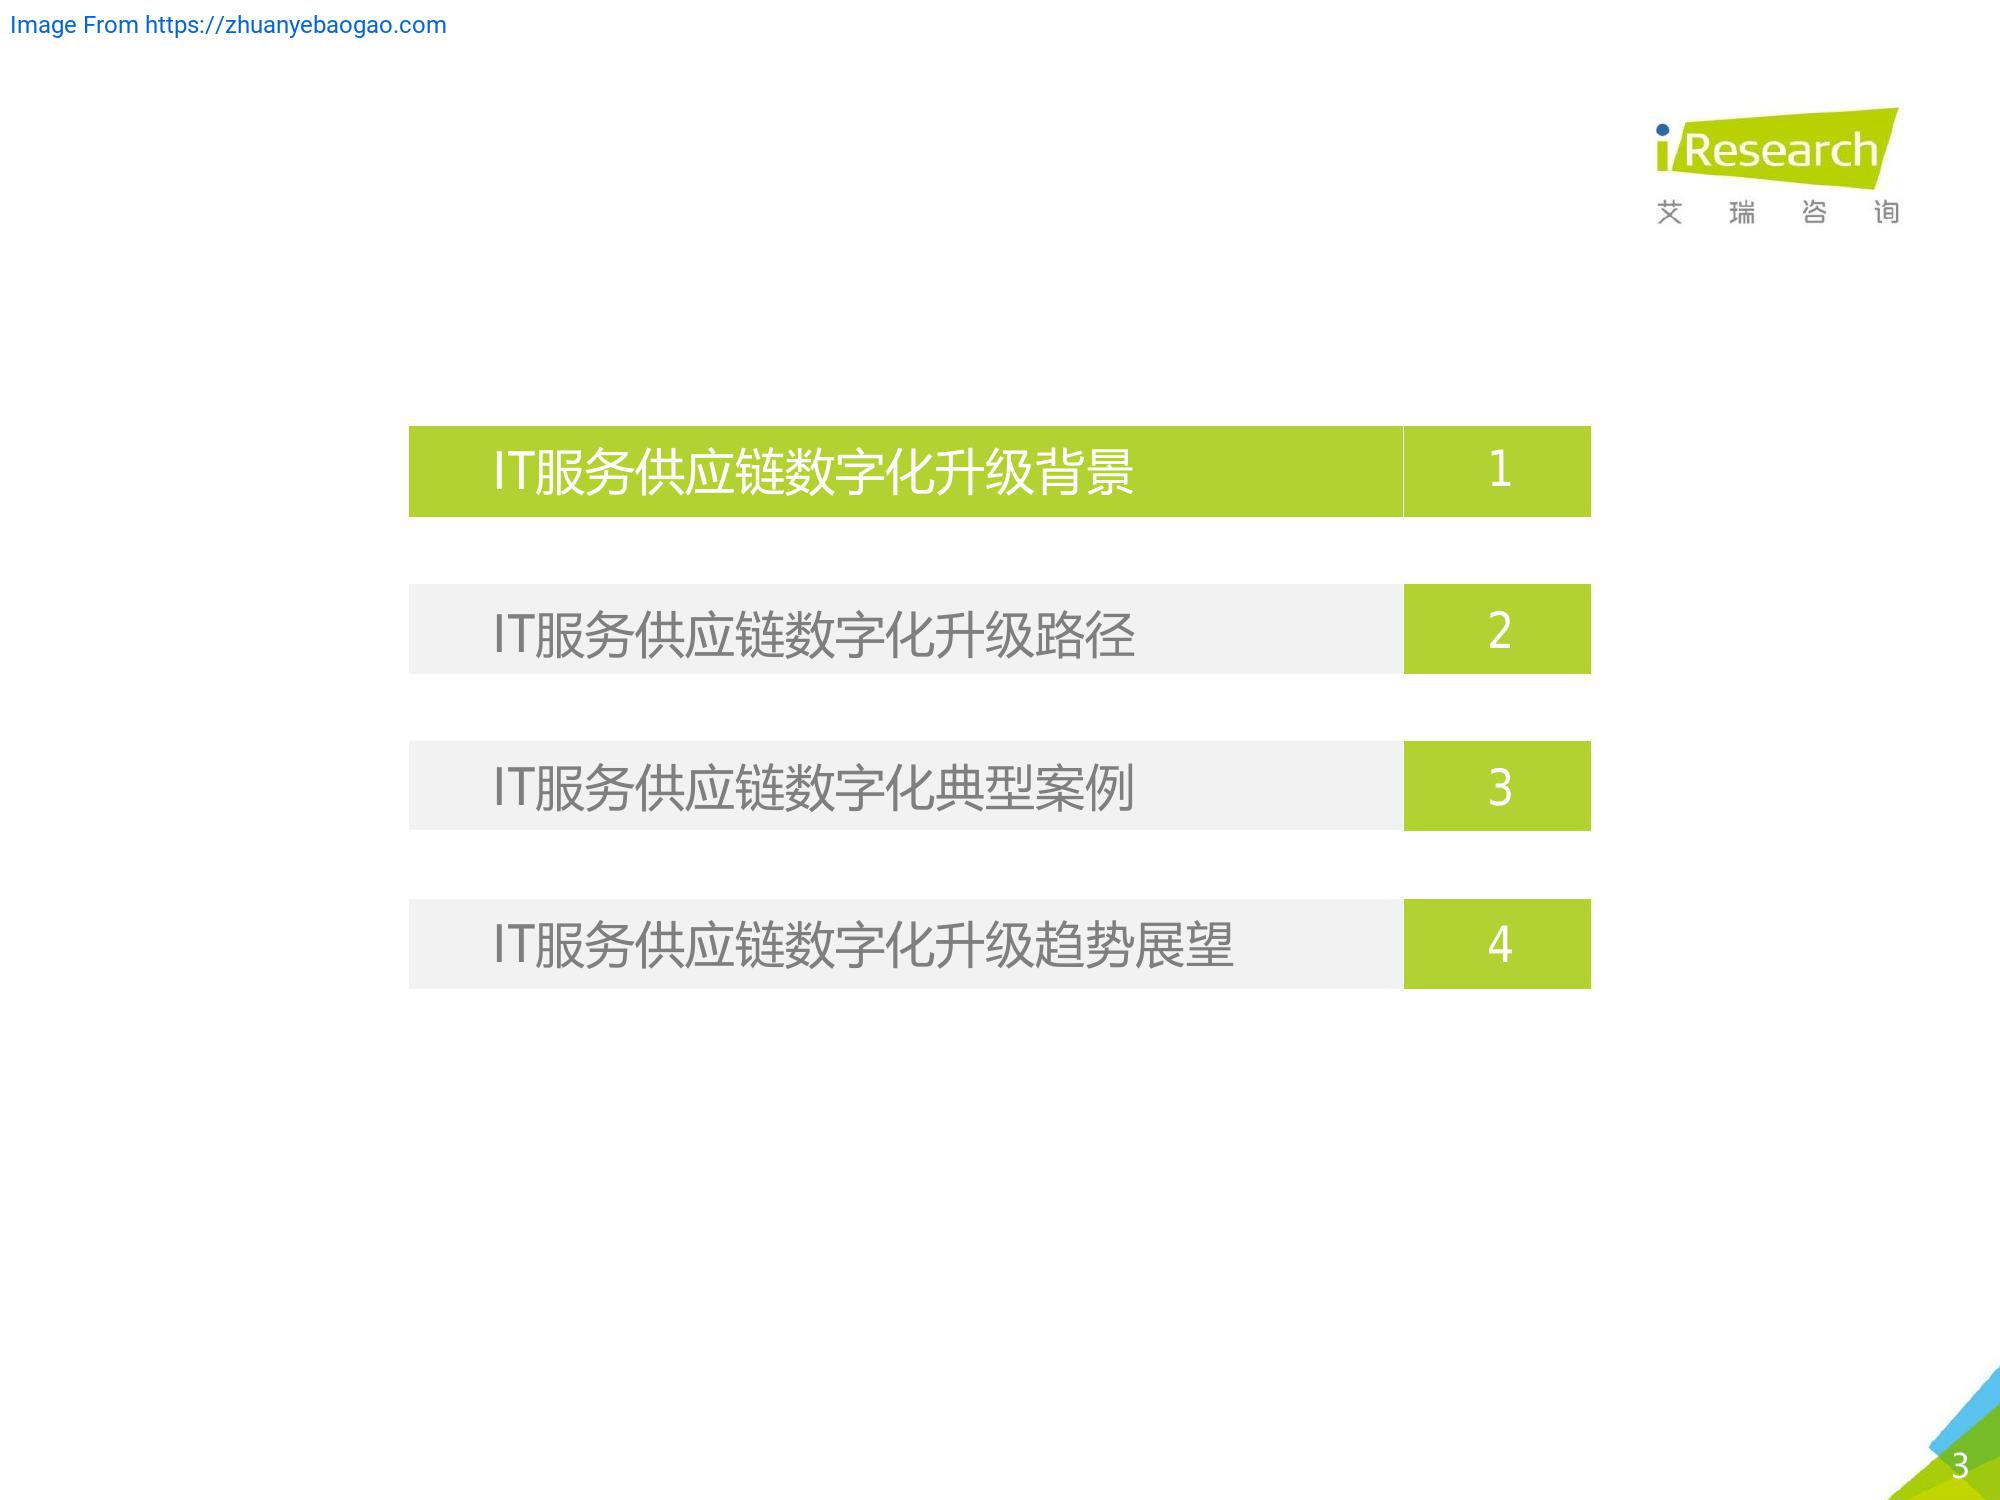 Image From https://zhuanyebaogao.com
iResearch
艾瑞咨询
IT服务供应链数字化升级背景 1
IT服务供应链数字化升级路径 2
IT服务供应链数字化典型案例 3
IT服务供应链数字化升级趋势展望 4
3